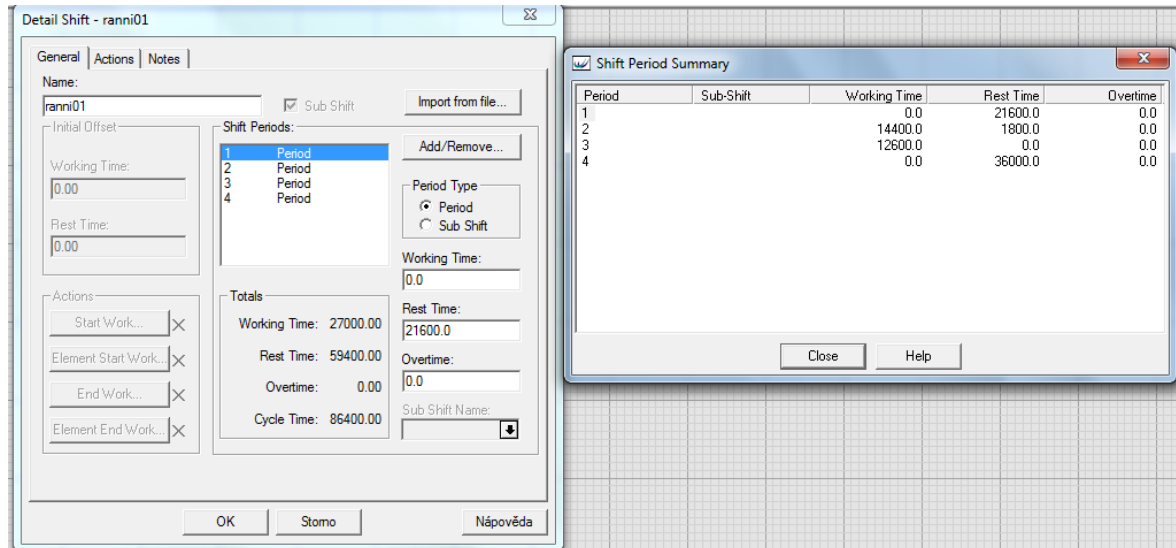 Detail Shift - ranni01
General Actions Notes
Name:
ranni01
Sub Shift
Import from file...
Initial Offset
Working Time:
0.00
Rest Time:
0.00
Shift Periods:
1 Period
2 Period
3 Period
4 Period
Add/Remove...
Period Type
Period
Sub Shift
Working Time:
0.0
Rest Time:
21600.0
Overtime:
0.0
Sub Shift Name:
Actions
Start Work...
Element Start Work...
End Work...
Element End Work...
Totals
Working Time: 27000.00
Rest Time: 59400.00
Overtime: 0.00
Cycle Time: 86400.00
OK Storno Nápověda
Shift Period Summary
Period Sub-Shift Working Time Rest Time Overtime
1 0.0 21600.0 0.0
2 14400.0 1800.0 0.0
3 12600.0 0.0 0.0
4 0.0 36000.0 0.0
Close Help